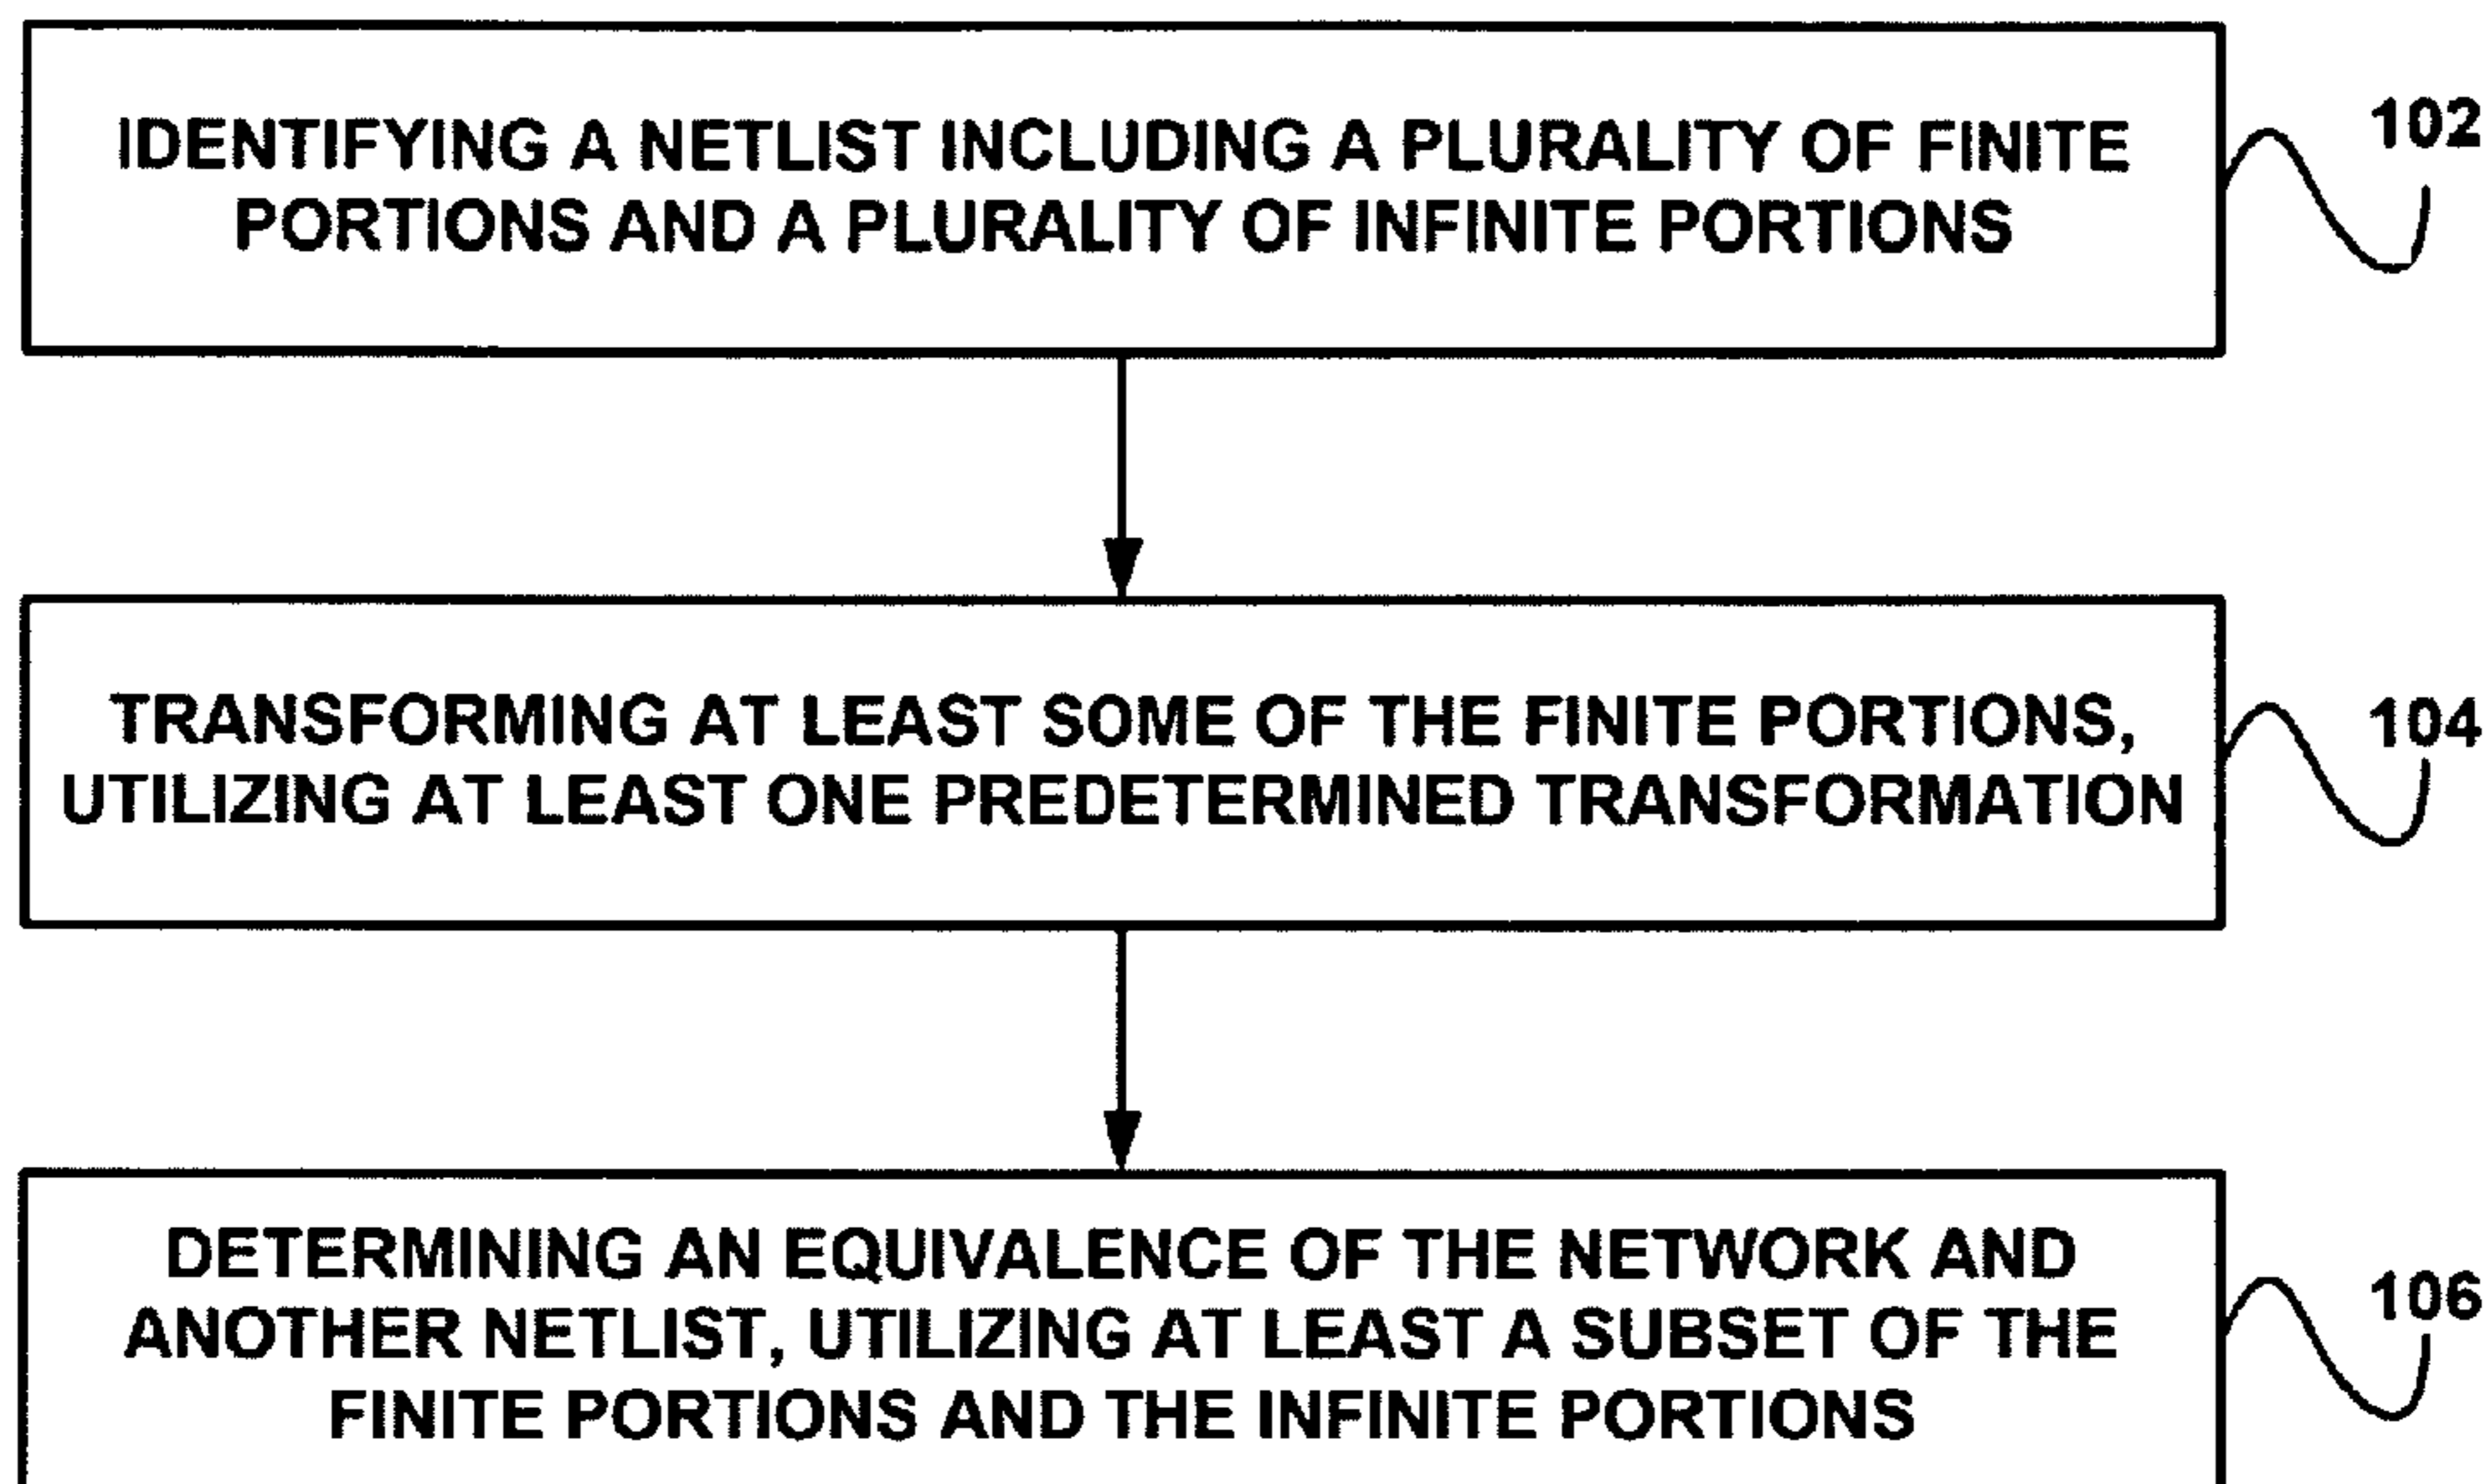 IDENTIFYING A NETLIST INCLUDING A PLURALITY OF FINITE
PORTIONS AND A PLURALITY OF INFINITE PORTIONS
102
TRANSFORMING AT LEAST SOME OF THE FINITE PORTIONS,
UTILIZING AT LEAST ONE PREDETERMINED TRANSFORMATION
104
DETERMINING AN EQUIVALENCE OF THE NETWORK AND
ANOTHER NETLIST, UTILIZING AT LEAST A SUBSET OF THE
FINITE PORTIONS AND THE INFINITE PORTIONS
106